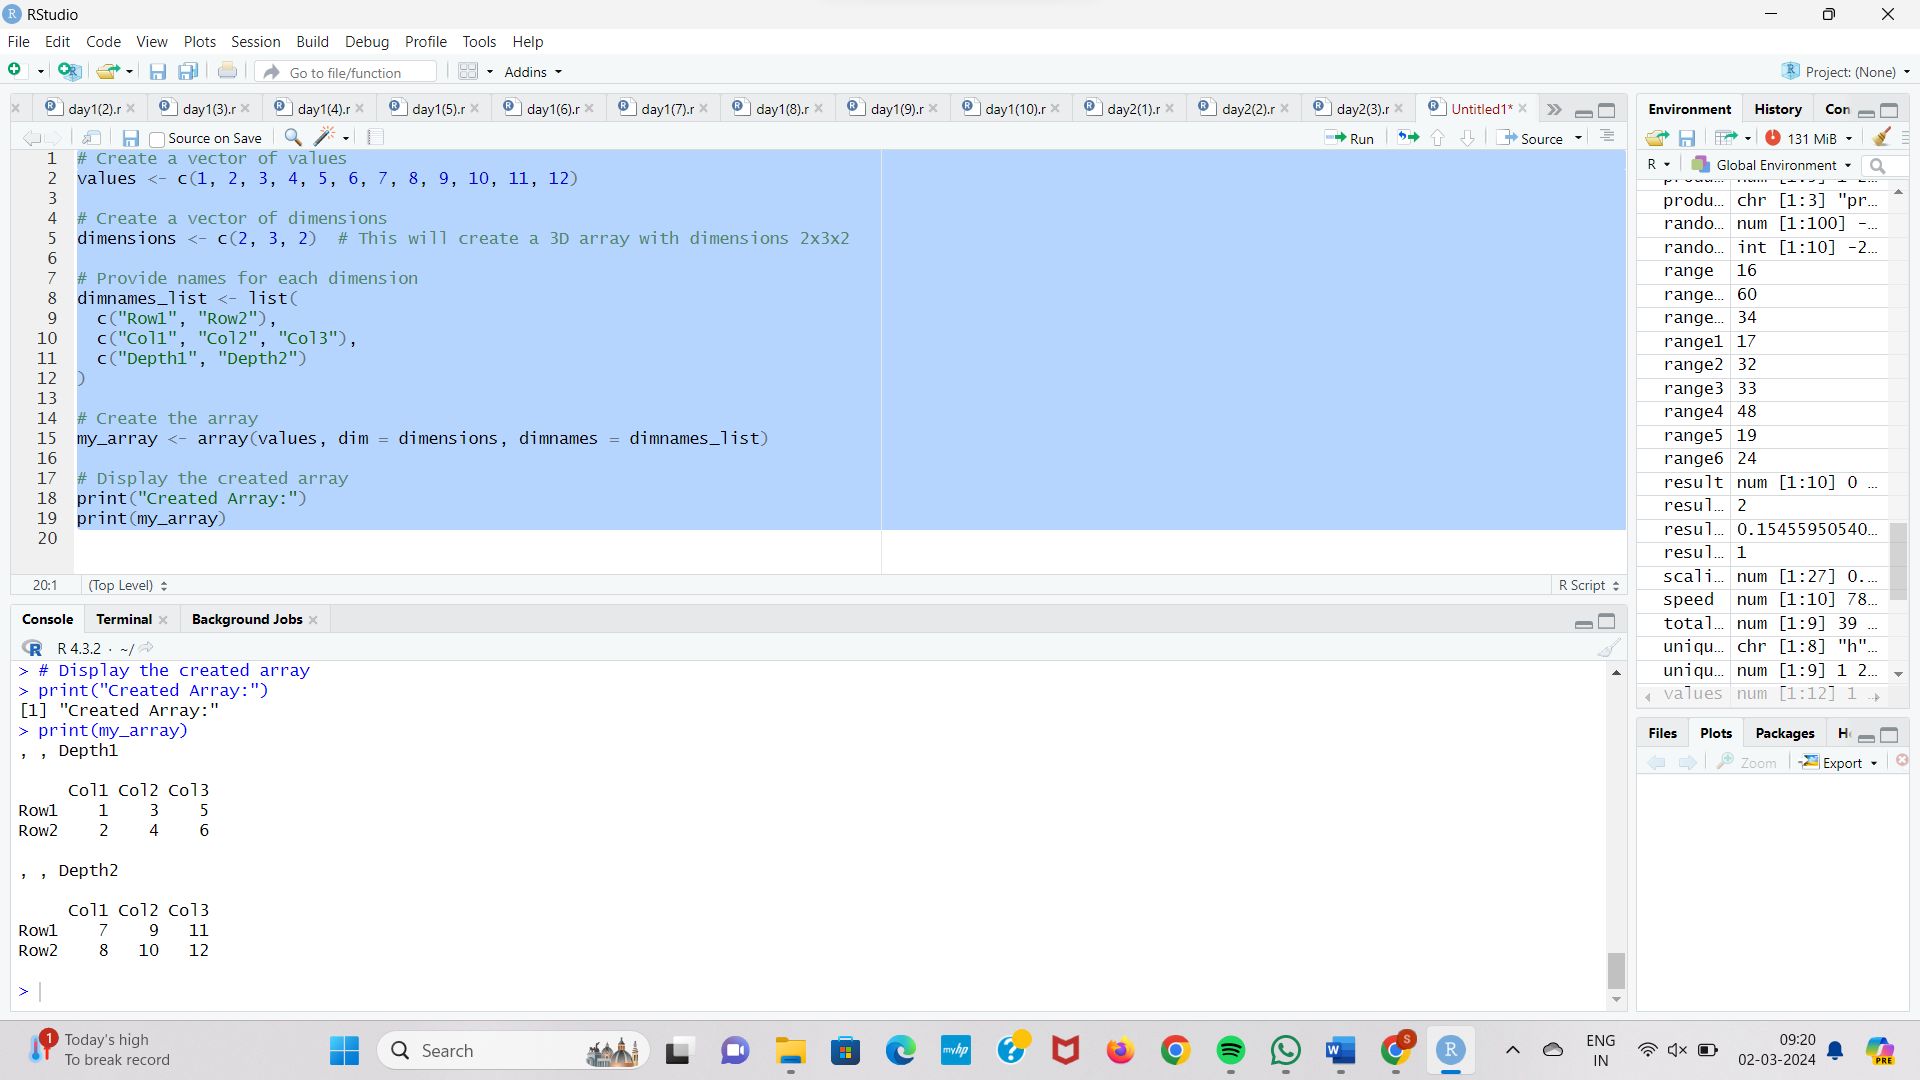 RStudio
File Edit Code View Plots Session Build Debug Profile Tools Help
Go to file/function Addins Project: (None)
day1(2).r day1(3).r day1(4).r day1(5).r day1(6).r day1(7).r day1(8).r day1(9).r day1(10).r day2(1).r day2(2).r day2(3).r Untitled1*
Source on Save Run Source
1 # Create a vector of values
2 values <- c(1, 2, 3, 4, 5, 6, 7, 8, 9, 10, 11, 12)
3
4 # Create a vector of dimensions
5 dimensions <- c(2, 3, 2)  # This will create a 3D array with dimensions 2x3x2
6
7 # Provide names for each dimension
8 dimnames_list <- list(
9   c("Row1", "Row2"),
10   c("Col1", "Col2", "Col3"),
11   c("Depth1", "Depth2")
12 )
13
14 # Create the array
15 my_array <- array(values, dim = dimensions, dimnames = dimnames_list)
16
17 # Display the created array
18 print("Created Array:")
19 print(my_array)
20
20:1 (Top Level) R Script
Console Terminal Background Jobs
R 4.3.2 · ~/
> # Display the created array
> print("Created Array:")
[1] "Created Array:"
> print(my_array)
, , Depth1
Col1 Col2 Col3
Row1 1 3 5
Row2 2 4 6
, , Depth2
Col1 Col2 Col3
Row1 7 9 11
Row2 8 10 12
>
Environment History Con
131 MiB
R Global Environment
produ... chr [1:3] "pr...
rando... num [1:100] -...
rando... int [1:10] -2...
range 16
range... 60
range... 34
range1 17
range2 32
range3 33
range4 48
range5 19
range6 24
result num [1:10] 0 ...
resul... 2
resul... 0.15455950540...
resul... 1
scali... num [1:27] 0....
speed num [1:10] 78...
total... num [1:9] 39 ...
uniqu... chr [1:8] "h"...
uniqu... num [1:9] 1 2...
values num [1:12] 1 ...
Files Plots Packages
Zoom Export
1 Today's high
To break record
Search
myhp
S
R
ENG
IN
09:20
02-03-2024
PRE